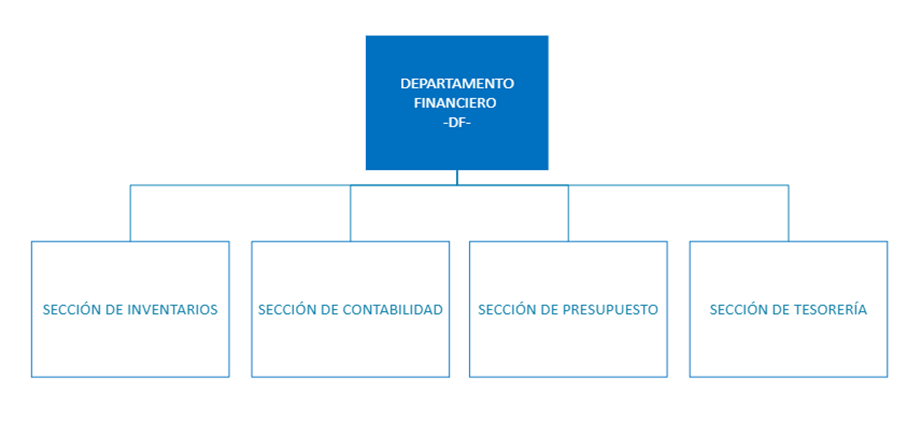 DEPARTAMENTO
FINANCIERO
-DF-
SECCIÓN DE INVENTARIOS
SECCIÓN DE CONTABILIDAD
SECCIÓN DE PRESUPUESTO
SECCIÓN DE TESORERÍA